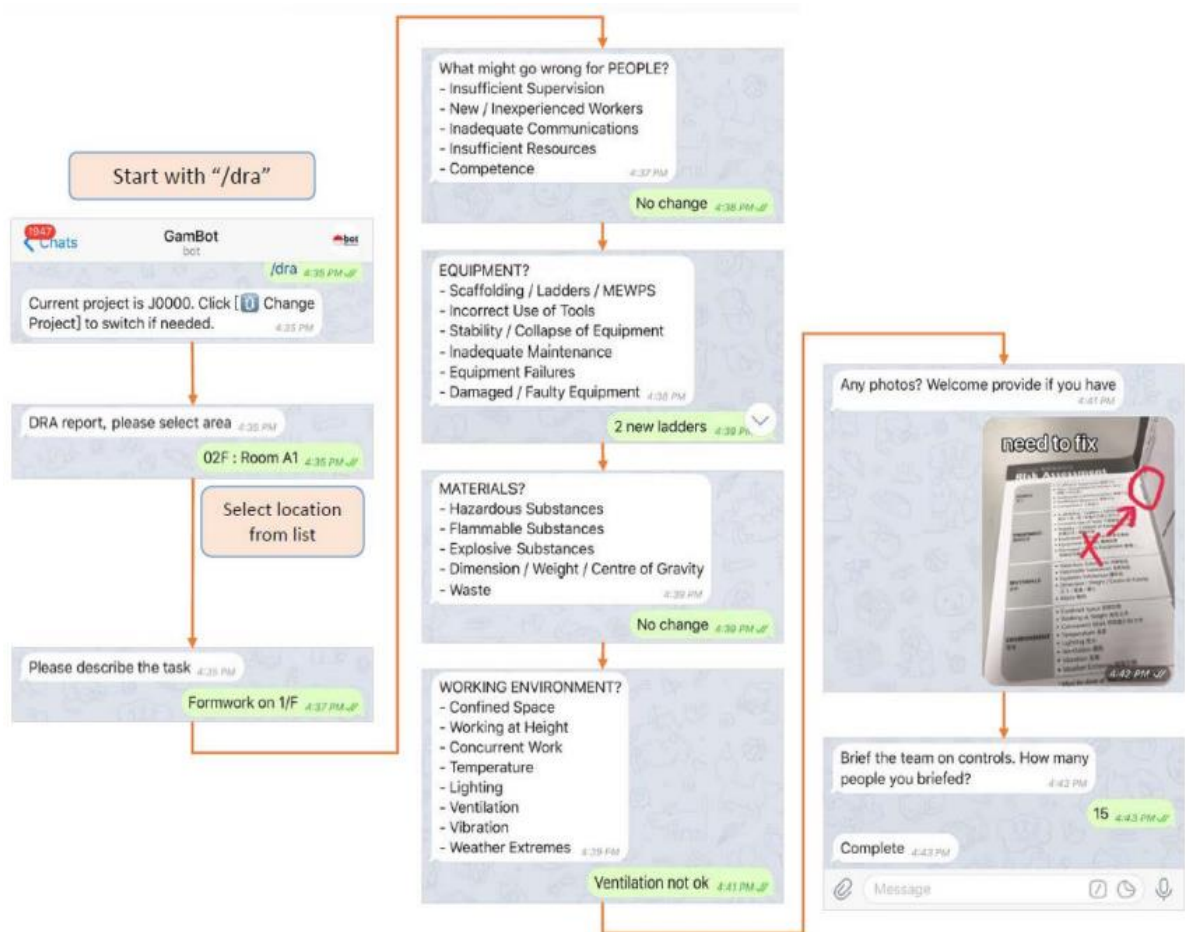 Start with “/dra”
1947
Chats
GamBot
bot
bot
/dra 4:35 PM
Current project is J0000. Click [0 Change
Project] to switch if needed. 4:35 PM
DRA report, please select area 4:35 PM
02F : Room A1 4:35 PM
Select location
from list
Please describe the task 4:35 PM
Formwork on 1/F 4:37 PM
What might go wrong for PEOPLE?
- Insufficient Supervision
- New / Inexperienced Workers
- Inadequate Communications
- Insufficient Resources
- Competence 4:37 PM
No change 4:38 PM
EQUIPMENT?
- Scaffolding / Ladders / MEWPS
- Incorrect Use of Tools
- Stability / Collapse of Equipment
- Inadequate Maintenance
- Equipment Failures
- Damaged / Faulty Equipment 4:38 PM
2 new ladders 4:39
MATERIALS?
- Hazardous Substances
- Flammable Substances
- Explosive Substances
- Dimension / Weight / Centre of Gravity
- Waste 4:39 PM
No change 4:39 PM
WORKING ENVIRONMENT?
- Confined Space
- Working at Height
- Concurrent Work
- Temperature
- Lighting
- Ventilation
- Vibration
- Weather Extremes 4:39 PM
Ventilation not ok 4:41 PM
Any photos? Welcome provide if you have
4:41 PM
need to fix
Risk Assessment
X
MATERIALS
ENVIRONMENT
4:42 PM
Brief the team on controls. How many
people you briefed? 4:42 PM
15 4:43 PM
Complete 4:43 PM
Message